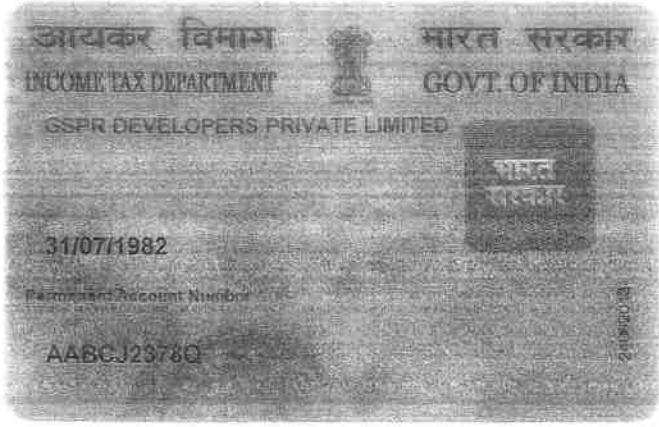 आयकर विभाग
भारत सरकार
INCOME TAX DEPARTMENT
GOVT. OF INDIA
GSPR DEVELOPERS PRIVATE LIMITED
भारत
सरकार
31/07/1982
Permanent Account Number
AABCJ2378Q